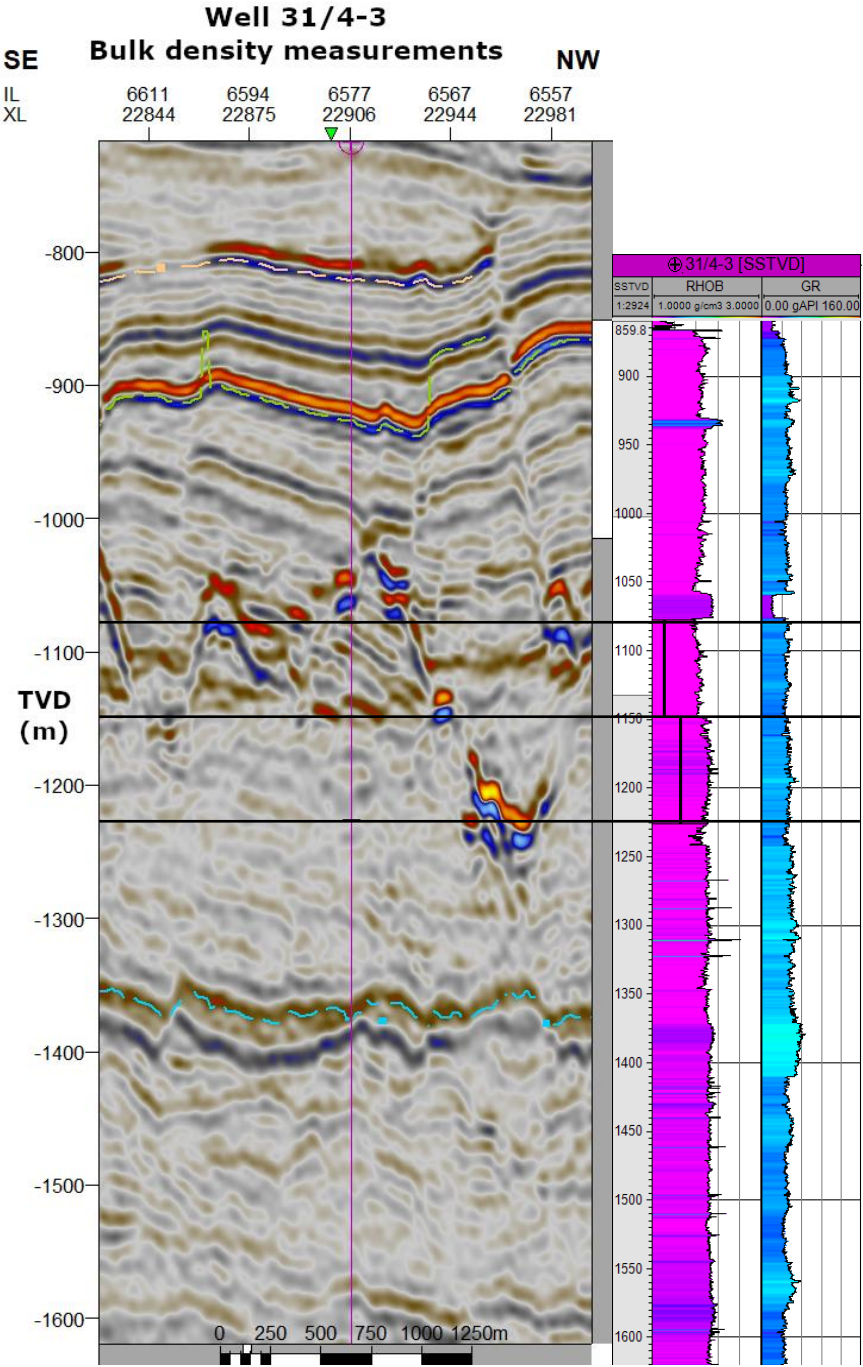 Well 31/4-3
Bulk density measurements
SE NW
IL 6611 6594 6577 6567 6557
XL 22844 22875 22906 22944 22981
-800
-900
-1000
-1100
TVD
(m)
-1200
-1300
-1400
-1500
-1600
0 250 500 750 1000 1250m
31/4-3 [SSTVD]
SSTVD RHOB GR
1:2924 1.0000 g/cm3 3.0000 0.00 gAPI 160.00
859.8
900
950
1000
1050
1100
1150
1200
1250
1300
1350
1400
1450
1500
1550
1600